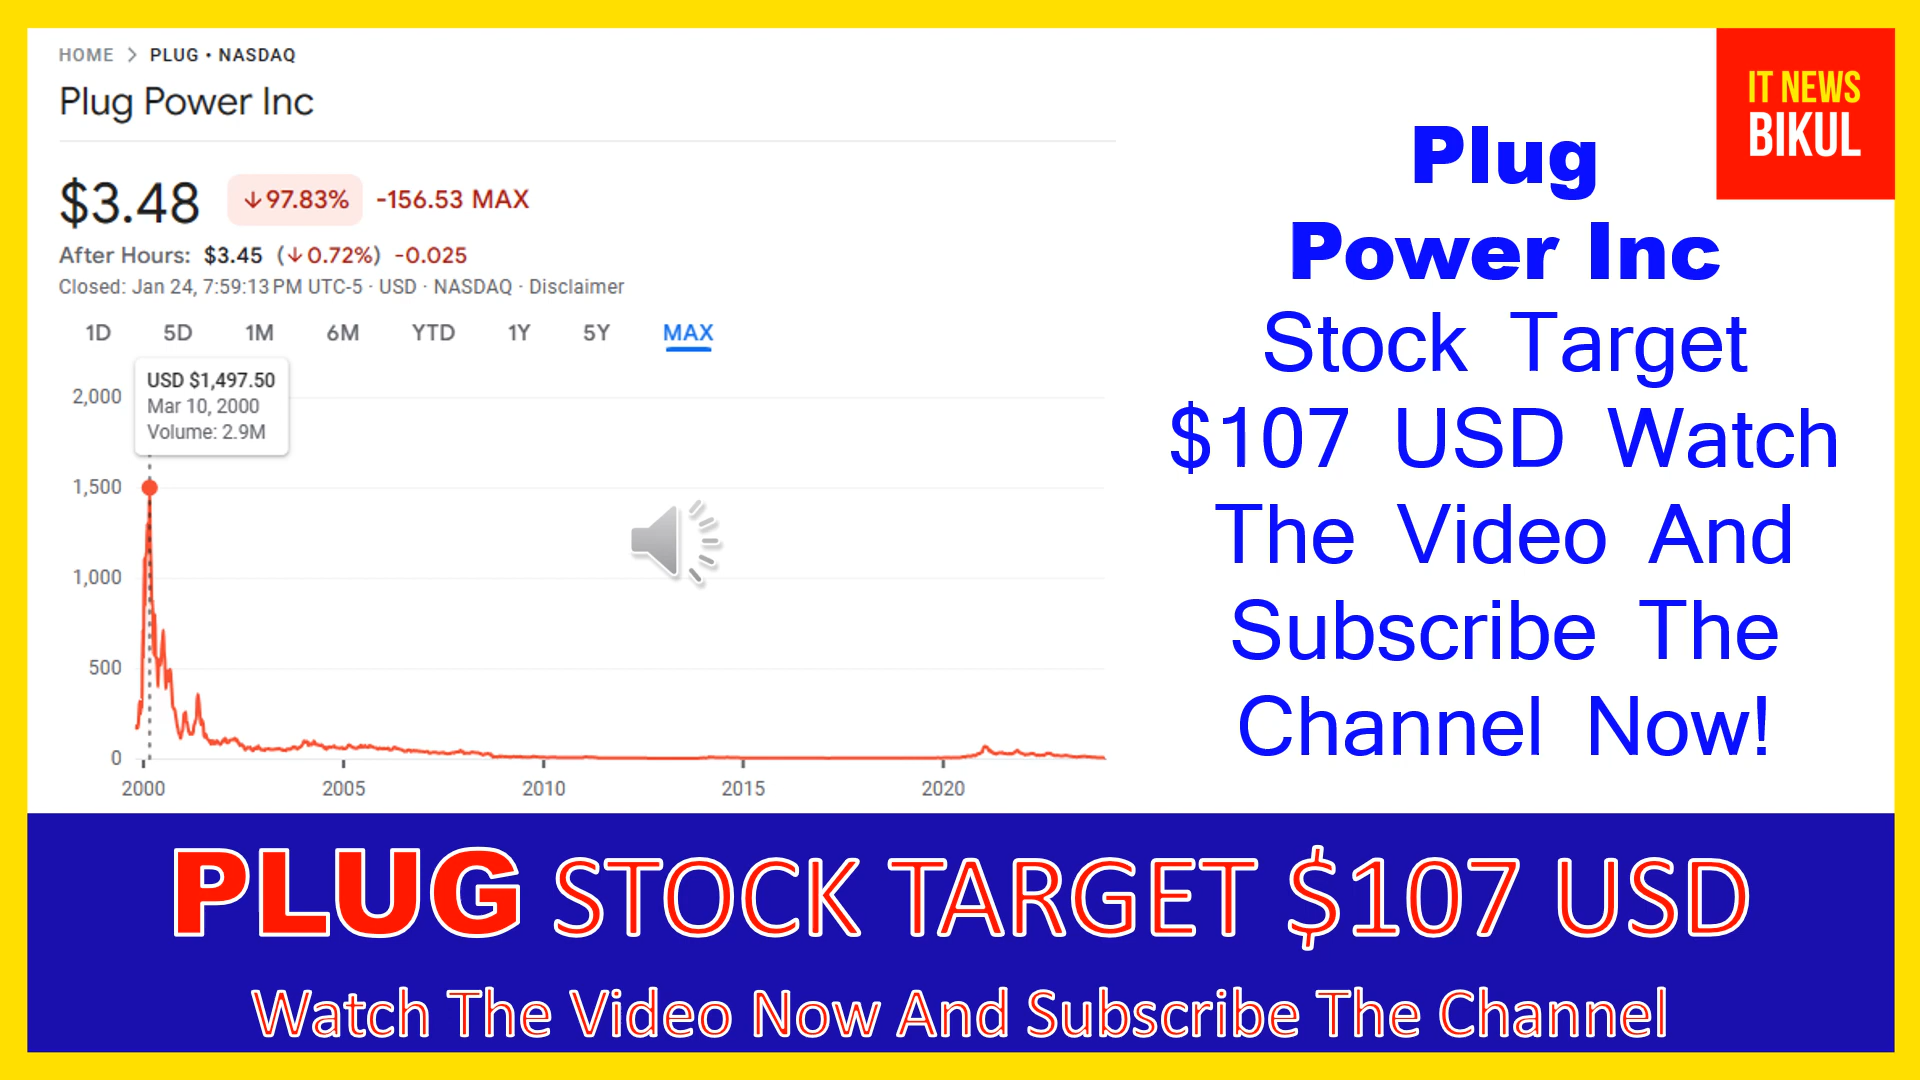 HOME > PLUG • NASDAQ
Plug Power Inc
$3.48 ↓97.83% -156.53 MAX
After Hours: $3.45 (↓0.72%) -0.025
Closed: Jan 24, 7:59:13 PM UTC-5 · USD · NASDAQ · Disclaimer
1D 5D 1M 6M YTD 1Y 5Y MAX
USD $1,497.50
Mar 10, 2000
Volume: 2.9M
2,000
1,500
1,000
500
0
2000 2005 2010 2015 2020
IT NEWS
BIKUL
Plug
Power Inc
Stock Target
$107 USD Watch
The Video And
Subscribe The
Channel Now!
PLUG STOCK TARGET $107 USD
Watch The Video Now And Subscribe The Channel